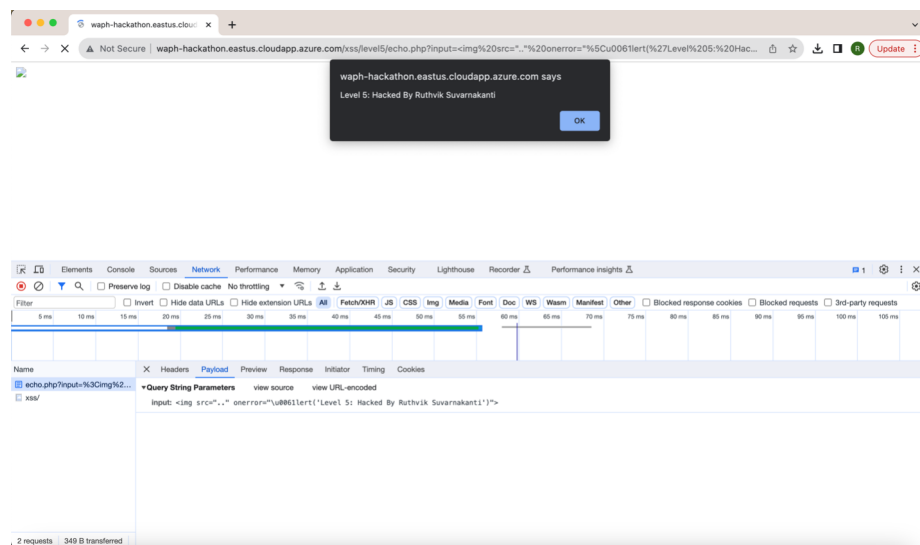 waph-hackathon.eastus.cloud
Not Secure waph-hackathon.eastus.cloudapp.azure.com/xss/level5/echo.php?input=<img%20src=".."%20onerror="%5Cu0061lert(%27Level%205:%20Hac... R Update
waph-hackathon.eastus.cloudapp.azure.com says
Level 5: Hacked By Ruthvik Suvarnakanti
OK
Elements Console Sources Network Performance Memory Application Security Lighthouse Recorder Performance insights 1
Preserve log Disable cache No throttling
Filter Invert Hide data URLs Hide extension URLs All Fetch/XHR JS CSS Img Media Font Doc WS Wasm Manifest Other Blocked response cookies Blocked requests 3rd-party requests
5 ms 10 ms 15 ms 20 ms 25 ms 30 ms 35 ms 40 ms 45 ms 50 ms 55 ms 60 ms 65 ms 70 ms 75 ms 80 ms 85 ms 90 ms 95 ms 100 ms 105 ms
Name Headers Payload Preview Response Initiator Timing Cookies
echo.php?input=%3Cimg%2... Query String Parameters view source view URL-encoded
xss/ input: <img src=".." onerror="\u0061lert('Level 5: Hacked By Ruthvik Suvarnakanti')">
2 requests 349 B transferred